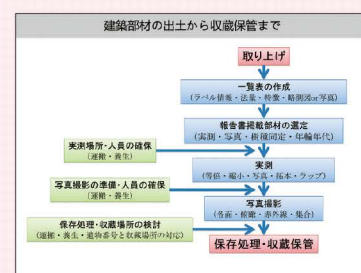 建築部材の出土から収蔵保管まで
取り上げ
一覧表の作成
(ラベル情報・法量・特徴・略測図or写真)
報告書掲載部材の選定
(実測・写真・樹種同定・年輪年代)
実測場所・人員の確保
(運搬・養生)
実測
(等倍・縮小・写真・拓本・ラップ)
写真撮影の準備・人員の確保
(運搬・養生)
写真撮影
(各面・俯瞰・赤外線・集合)
保存処理・収蔵場所の検討
(運搬・養生・遺物番号と収蔵場所の対応)
保存処理・収蔵保管